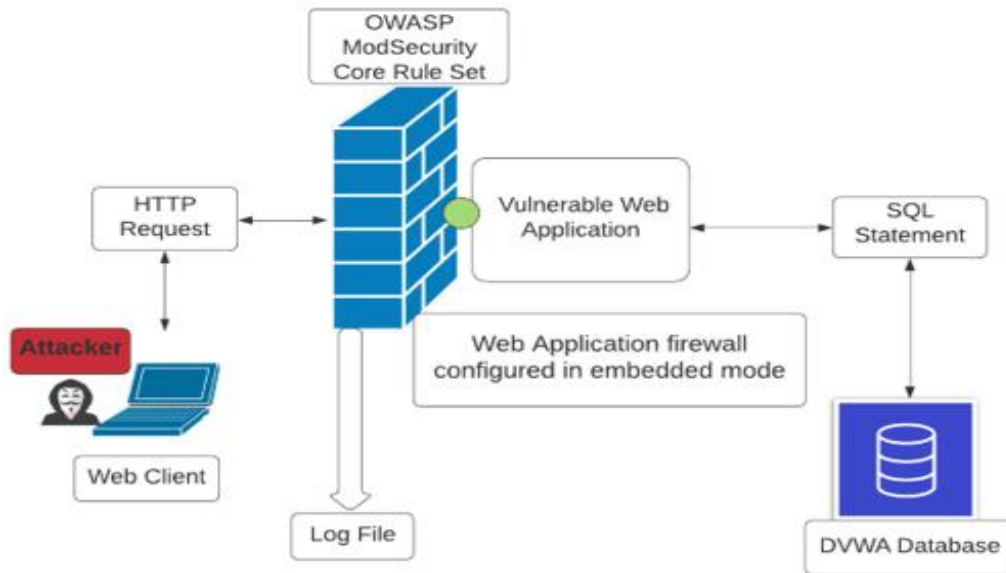 OWASP
ModSecurity
Core Rule Set
HTTP
Request
Vulnerable Web
Application
SQL
Statement
Attacker
Web Application firewall
configured in embedded mode
Web Client
Log File
DVWA Database